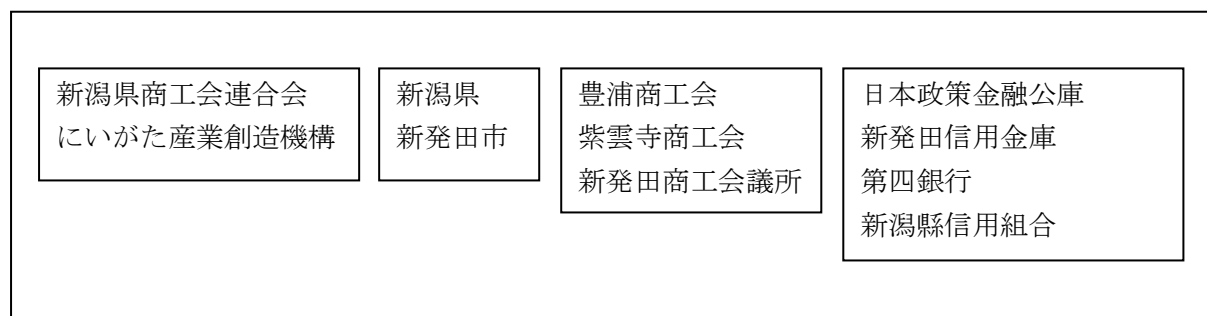 新潟県商工会連合会
にいがた産業創造機構
新潟県
新発田市
豊浦商工会
紫雲寺商工会
新発田商工会議所
日本政策金融公庫
新発田信用金庫
第四銀行
新潟縣信用組合